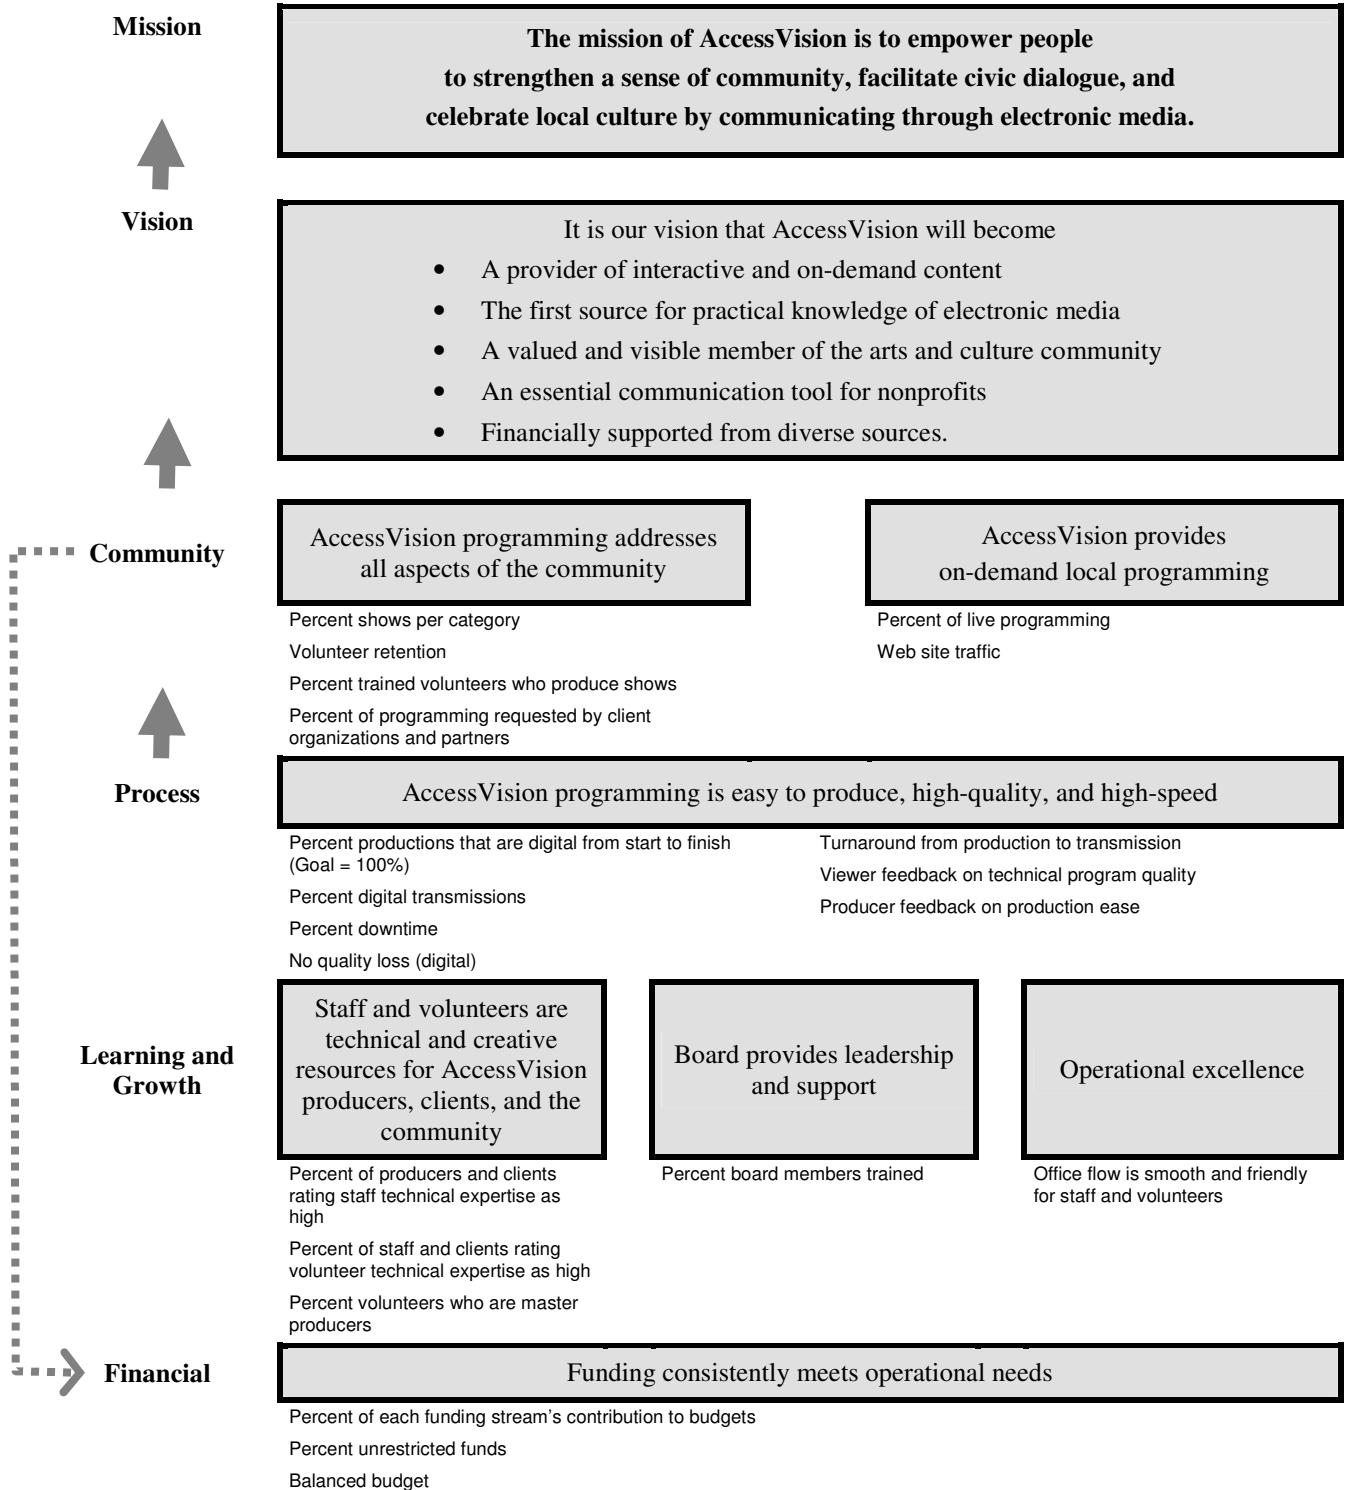 Mission
The mission of AccessVision is to empower people
to strengthen a sense of community, facilitate civic dialogue, and
celebrate local culture by communicating through electronic media.
Vision
It is our vision that AccessVision will become
• A provider of interactive and on-demand content
• The first source for practical knowledge of electronic media
• A valued and visible member of the arts and culture community
• An essential communication tool for nonprofits
• Financially supported from diverse sources.
Community
AccessVision programming addresses
all aspects of the community
Percent shows per category
Volunteer retention
Percent trained volunteers who produce shows
Percent of programming requested by client
organizations and partners
AccessVision provides
on-demand local programming
Percent of live programming
Web site traffic
Process
AccessVision programming is easy to produce, high-quality, and high-speed
Percent productions that are digital from start to finish
(Goal = 100%)
Percent digital transmissions
Percent downtime
No quality loss (digital)
Turnaround from production to transmission
Viewer feedback on technical program quality
Producer feedback on production ease
Learning and
Growth
Staff and volunteers are
technical and creative
resources for AccessVision
producers, clients, and the
community
Percent of producers and clients
rating staff technical expertise as
high
Percent of staff and clients rating
volunteer technical expertise as high
Percent volunteers who are master
producers
Board provides leadership
and support
Percent board members trained
Operational excellence
Office flow is smooth and friendly
for staff and volunteers
Financial
Funding consistently meets operational needs
Percent of each funding stream's contribution to budgets
Percent unrestricted funds
Balanced budget